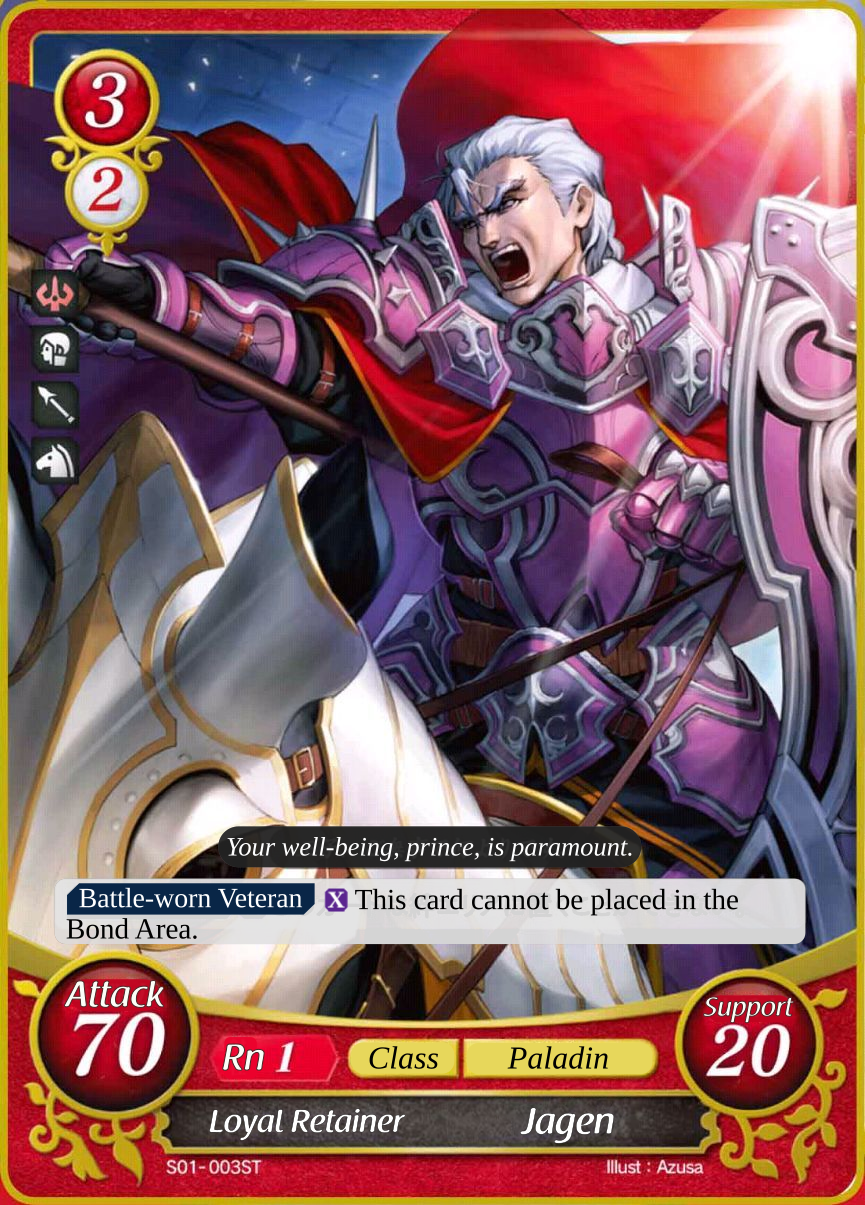 3
2
Your well-being, prince, is paramount.
Battle-worn Veteran X This card cannot be placed in the
Bond Area.
Attack
70
Rn 1
Class
Paladin
Support
20
Loyal Retainer
Jagen
S01-003ST
Illust : Azusa